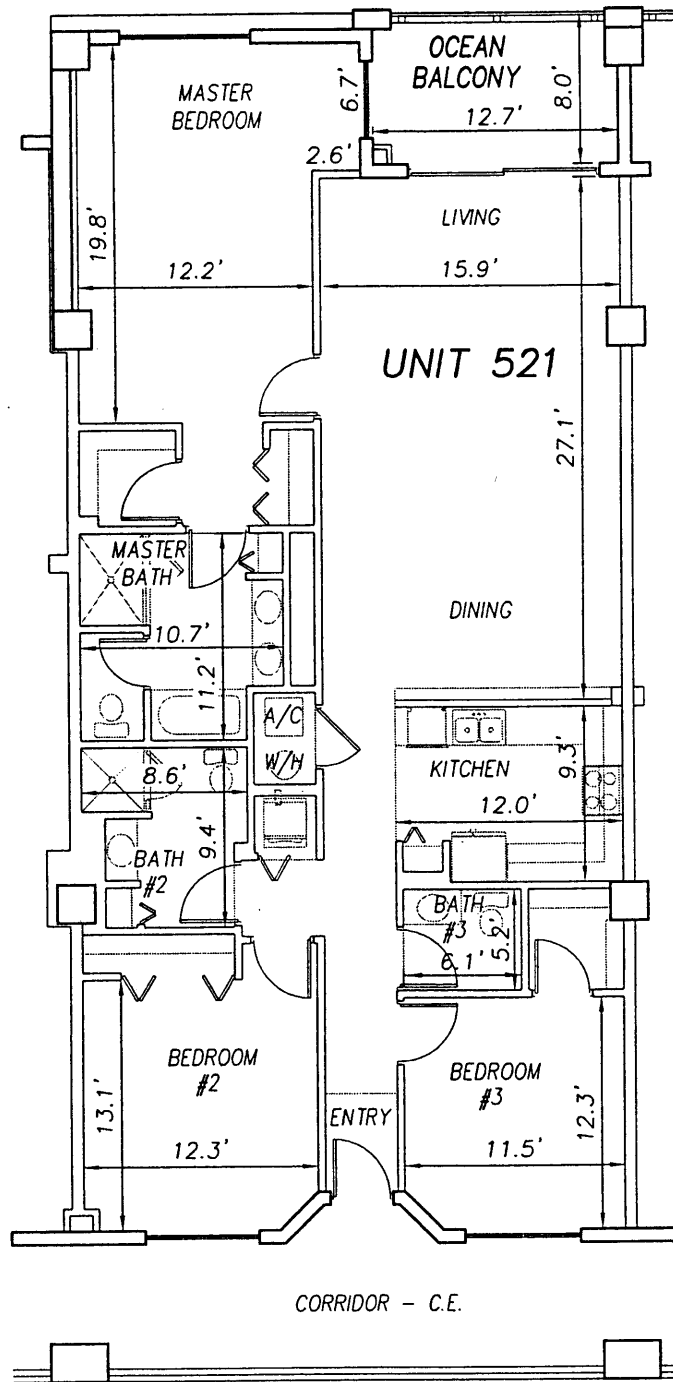 OCEAN
BALCONY
MASTER
BEDROOM
6.7'
8.0'
12.7'
2.6'
LIVING
19.8'
12.2'
15.9'
UNIT 521
27.1'
MASTER
BATH
DINING
10.7'
11.2'
A/C
W/H
KITCHEN
9.3'
8.6'
12.0'
9.4'
BATH
#2
BATH
#3
5.2'
6.1'
BEDROOM
#2
BEDROOM
#3
13.1'
12.3'
ENTRY
12.3'
11.5'
CORRIDOR - C.E.